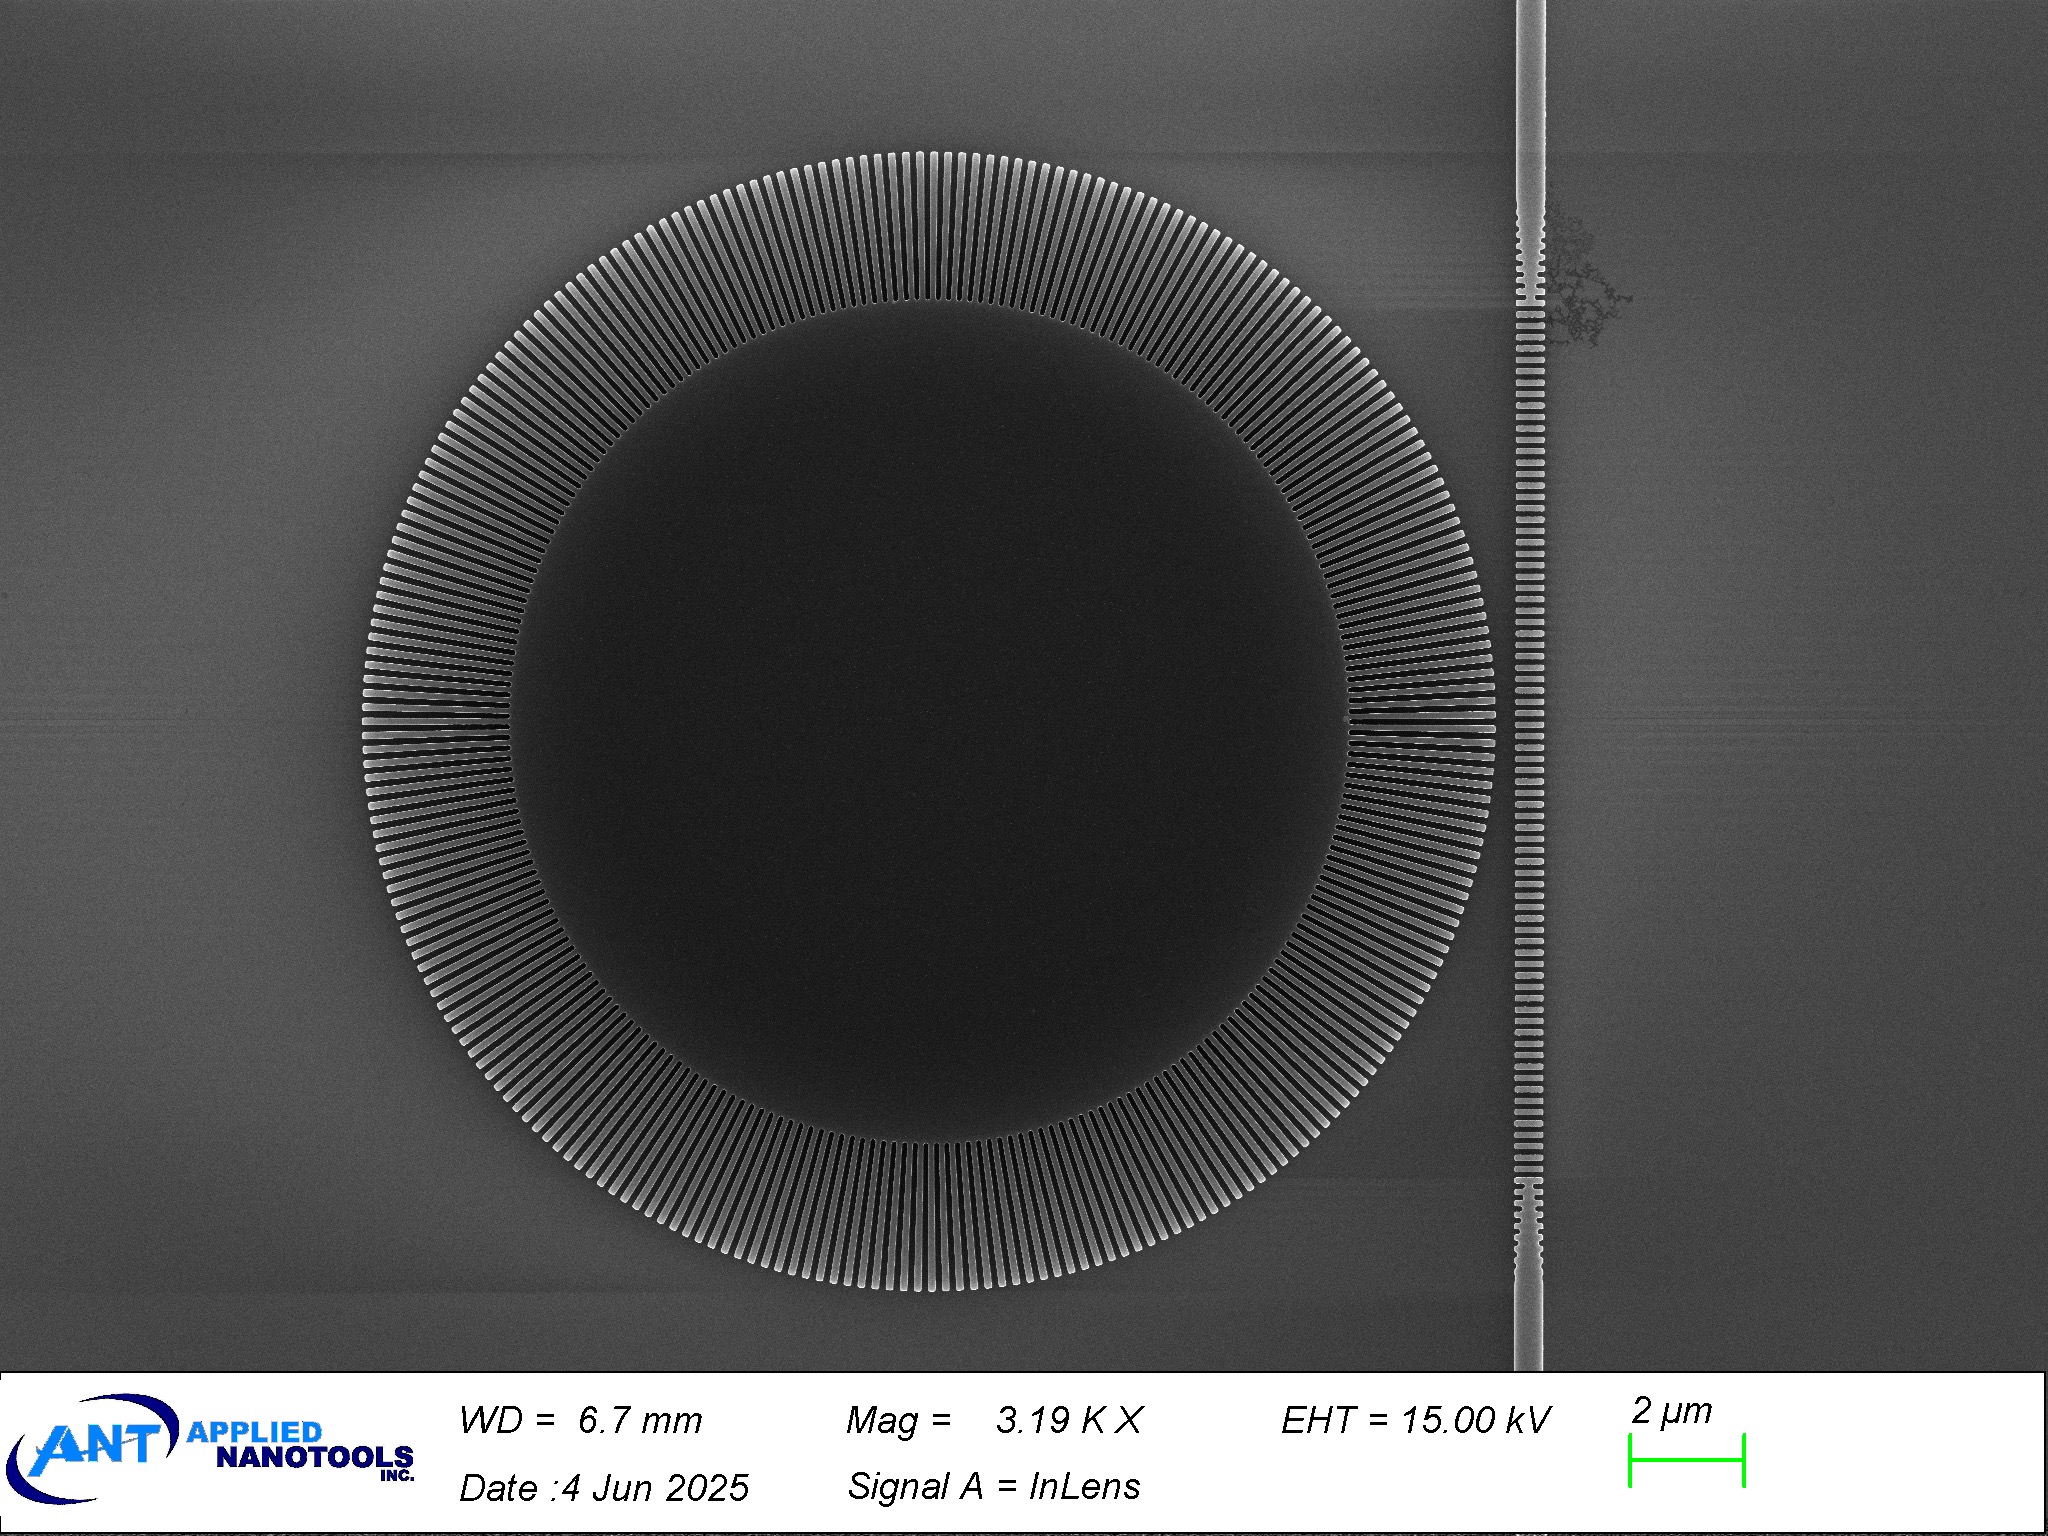 ANT APPLIED NANOTOOLS INC.
WD = 6.7 mm
Mag = 3.19 K X
EHT = 15.00 kV
2 µm
Date :4 Jun 2025
Signal A = InLens